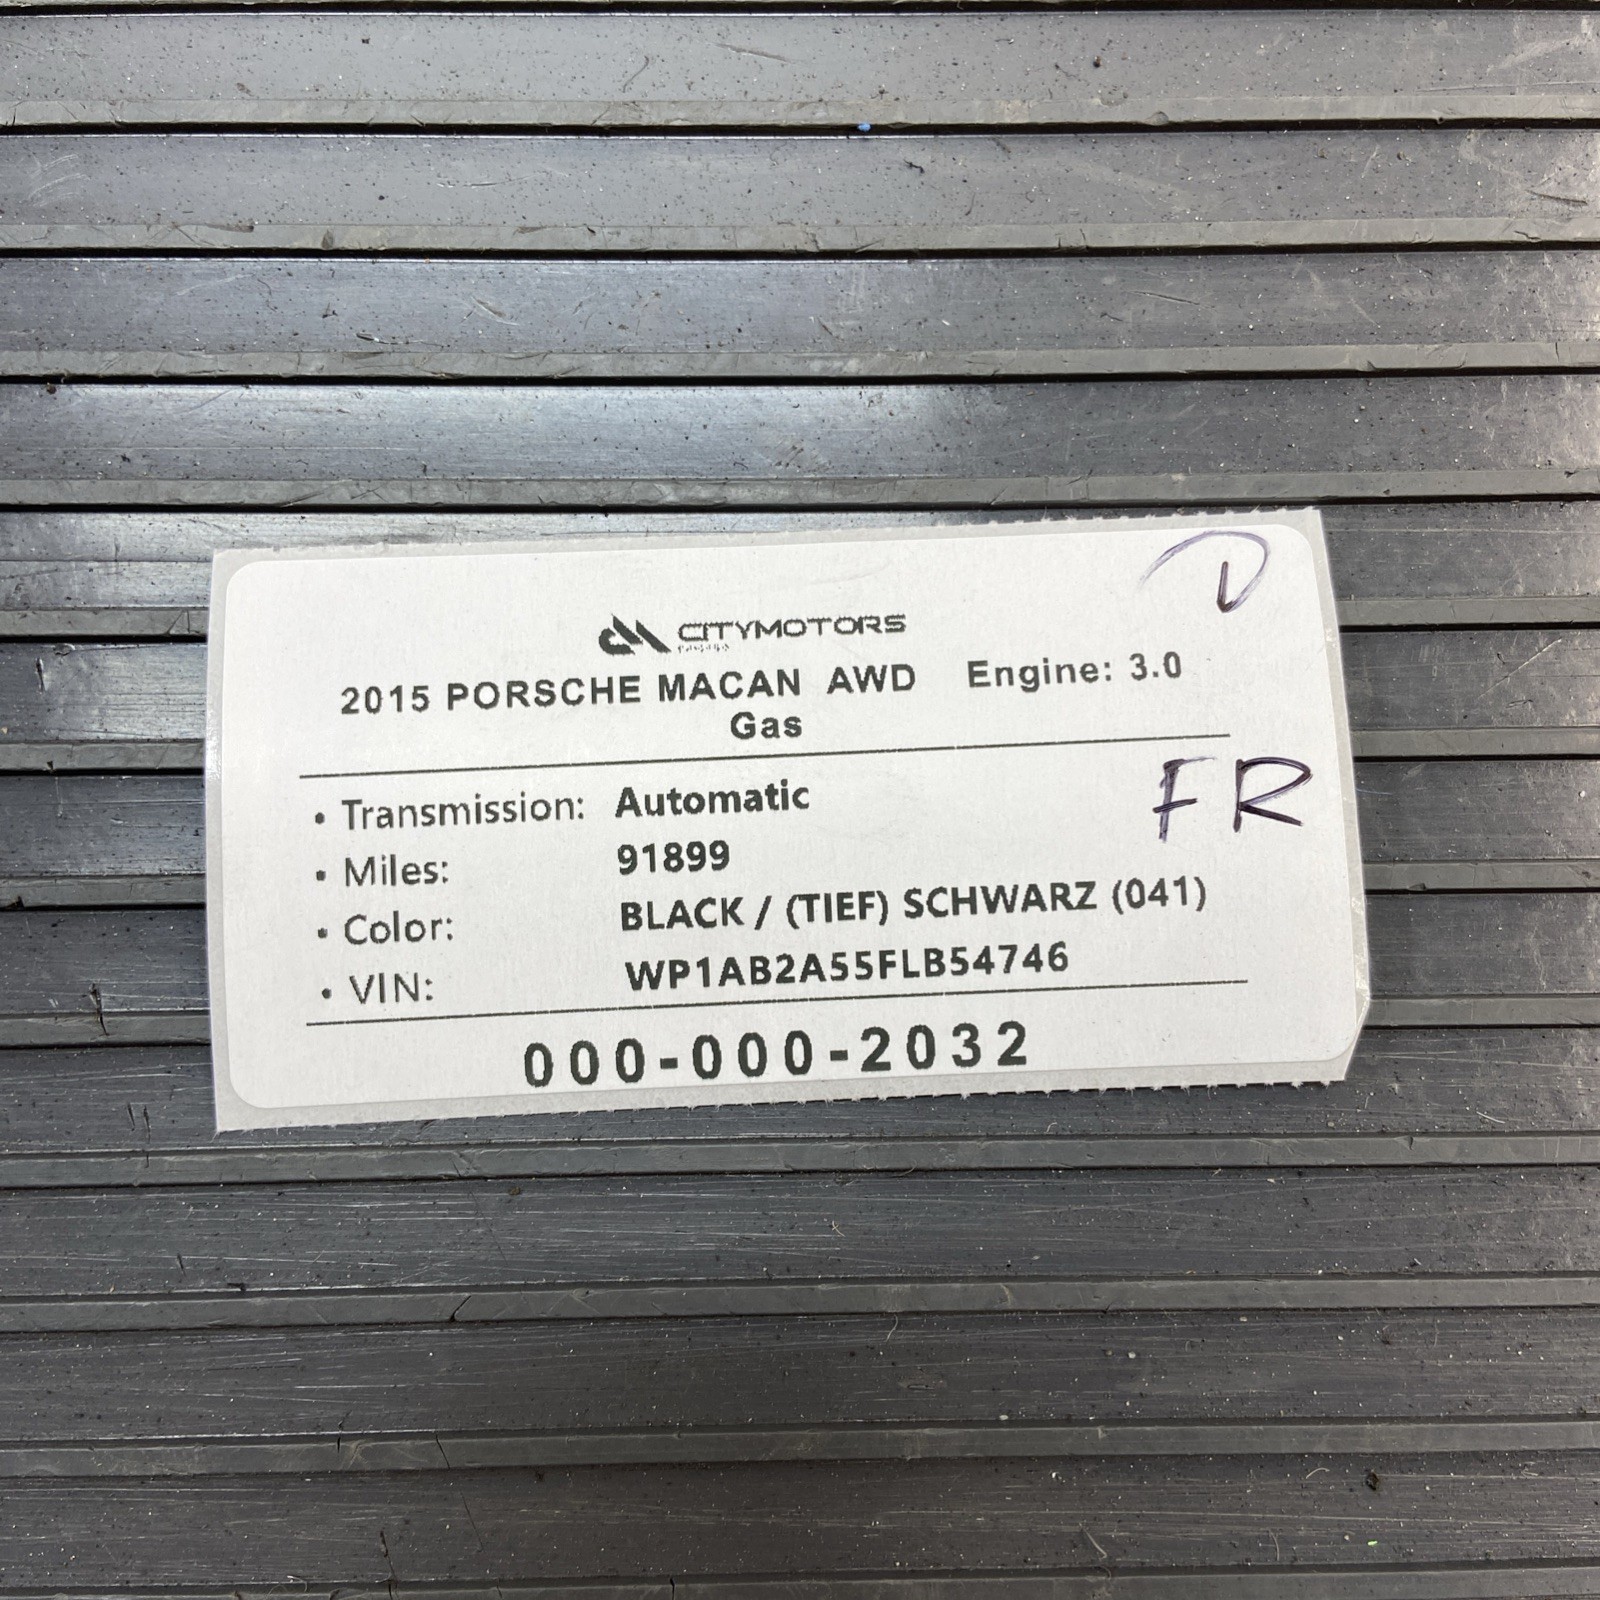 D
CITYMOTORS
2015 PORSCHE MACAN AWD Engine: 3.0
Gas
FR
• Transmission: Automatic
• Miles: 91899
• Color: BLACK / (TIEF) SCHWARZ (041)
• VIN: WP1AB2A55FLB54746
000-000-2032